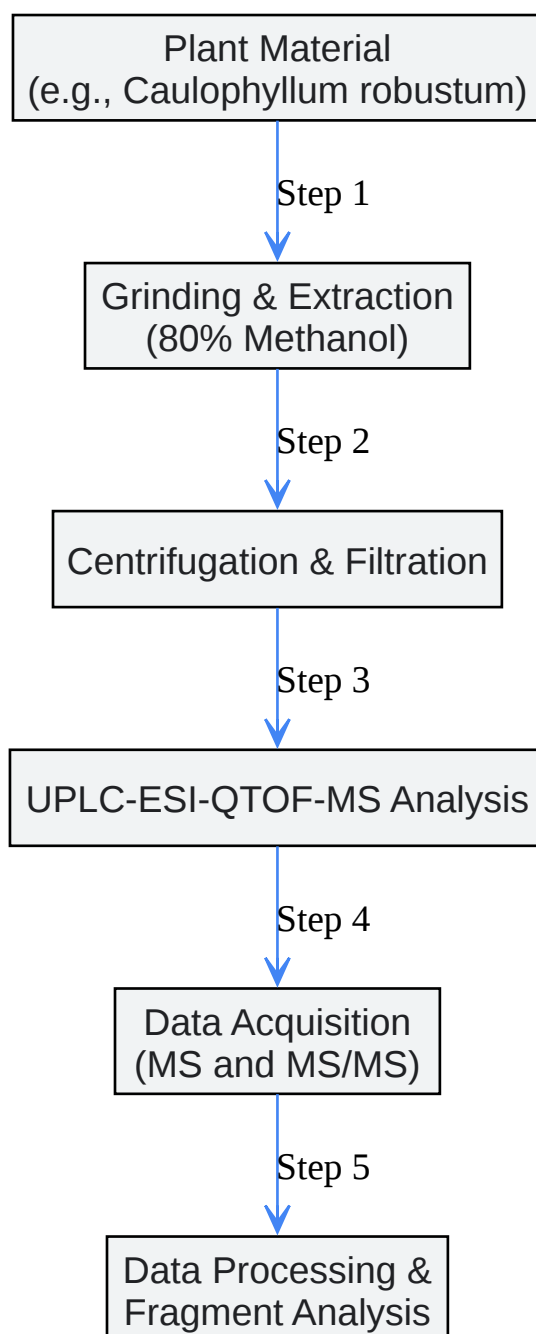 Plant Material
(e.g., Caulophyllum robustum)
Step 1
Grinding & Extraction
(80% Methanol)
Step 2
Centrifugation & Filtration
Step 3
UPLC-ESI-QTOF-MS Analysis
Step 4
Data Acquisition
(MS and MS/MS)
Step 5
Data Processing &
Fragment Analysis